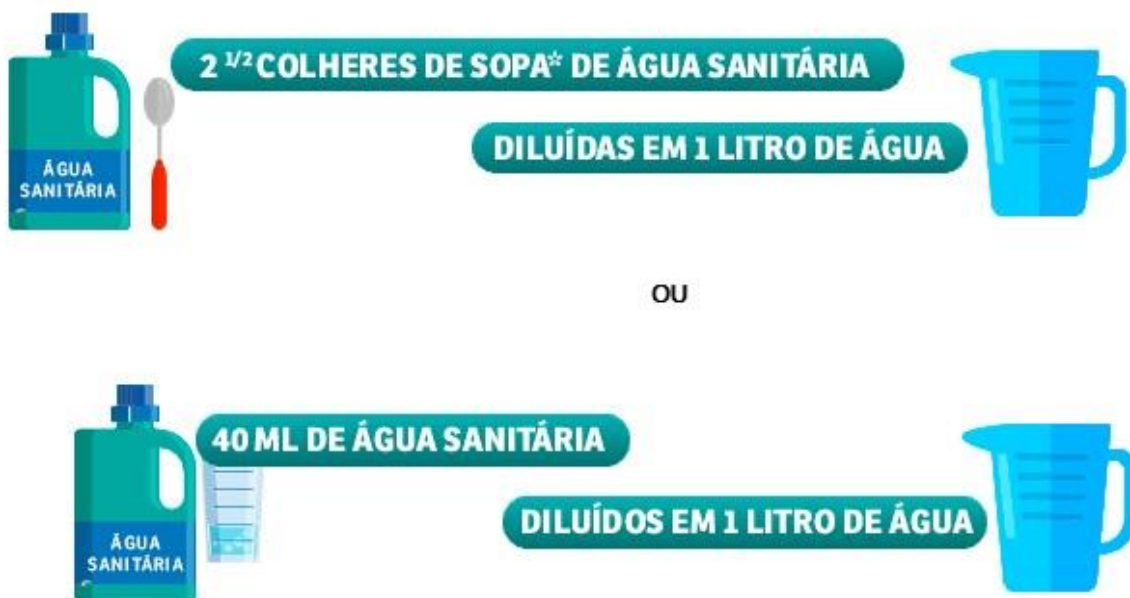 2 1/2 COLHERES DE SOPA* DE ÁGUA SANITÁRIA
DILUÍDAS EM 1 LITRO DE ÁGUA
ÁGUA
SANITÁRIA
OU
40 ML DE ÁGUA SANITÁRIA
DILUÍDOS EM 1 LITRO DE ÁGUA
ÁGUA
SANITÁRIA